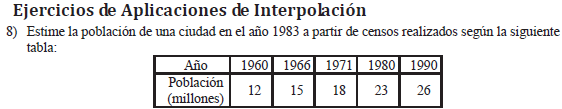 Ejercicios de Aplicaciones de Interpolación
8) Estime la población de una ciudad en el año 1983 a partir de censos realizados según la siguiente
tabla:
Año 1960 1966 1971 1980 1990
Población
(millones) 12 15 18 23 26